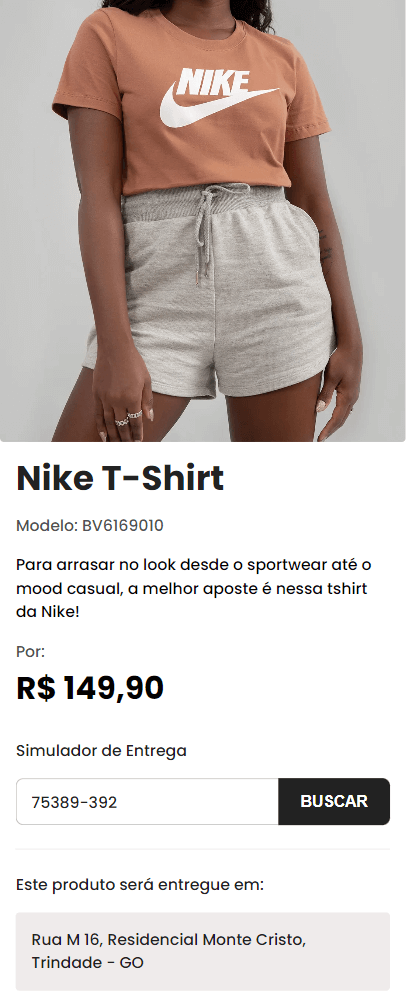 NIKE
Nike T-Shirt
Modelo: BV6169010
Para arrasar no look desde o sportwear até o
mood casual, a melhor aposte é nessa tshirt
da Nike!
Por:
R$ 149,90
Simulador de Entrega
75389-392
BUSCAR
Este produto será entregue em:
Rua M 16, Residencial Monte Cristo,
Trindade - GO